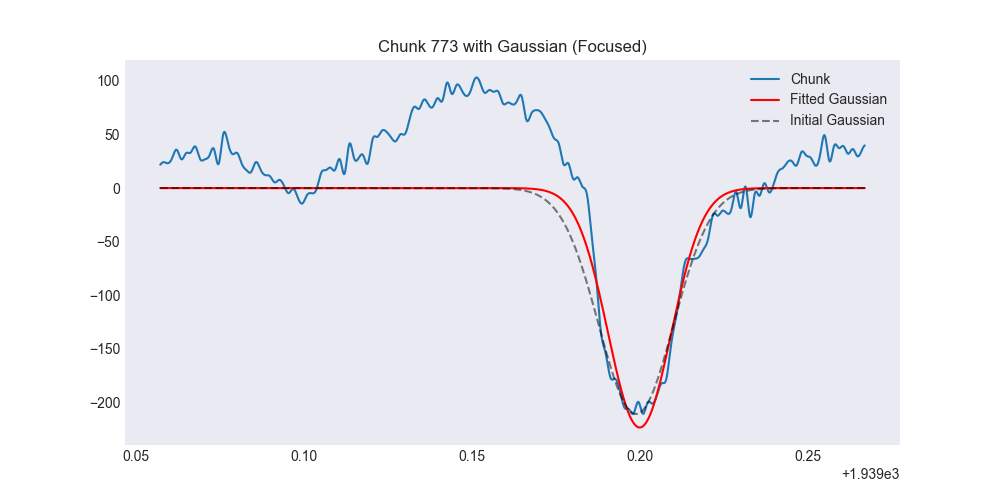 Chunk 773 with Gaussian (Focused)
100
50
0
−50
−100
−150
−200
Chunk
Fitted Gaussian
Initial Gaussian
0.05 0.10 0.15 0.20 0.25
+1.939e3